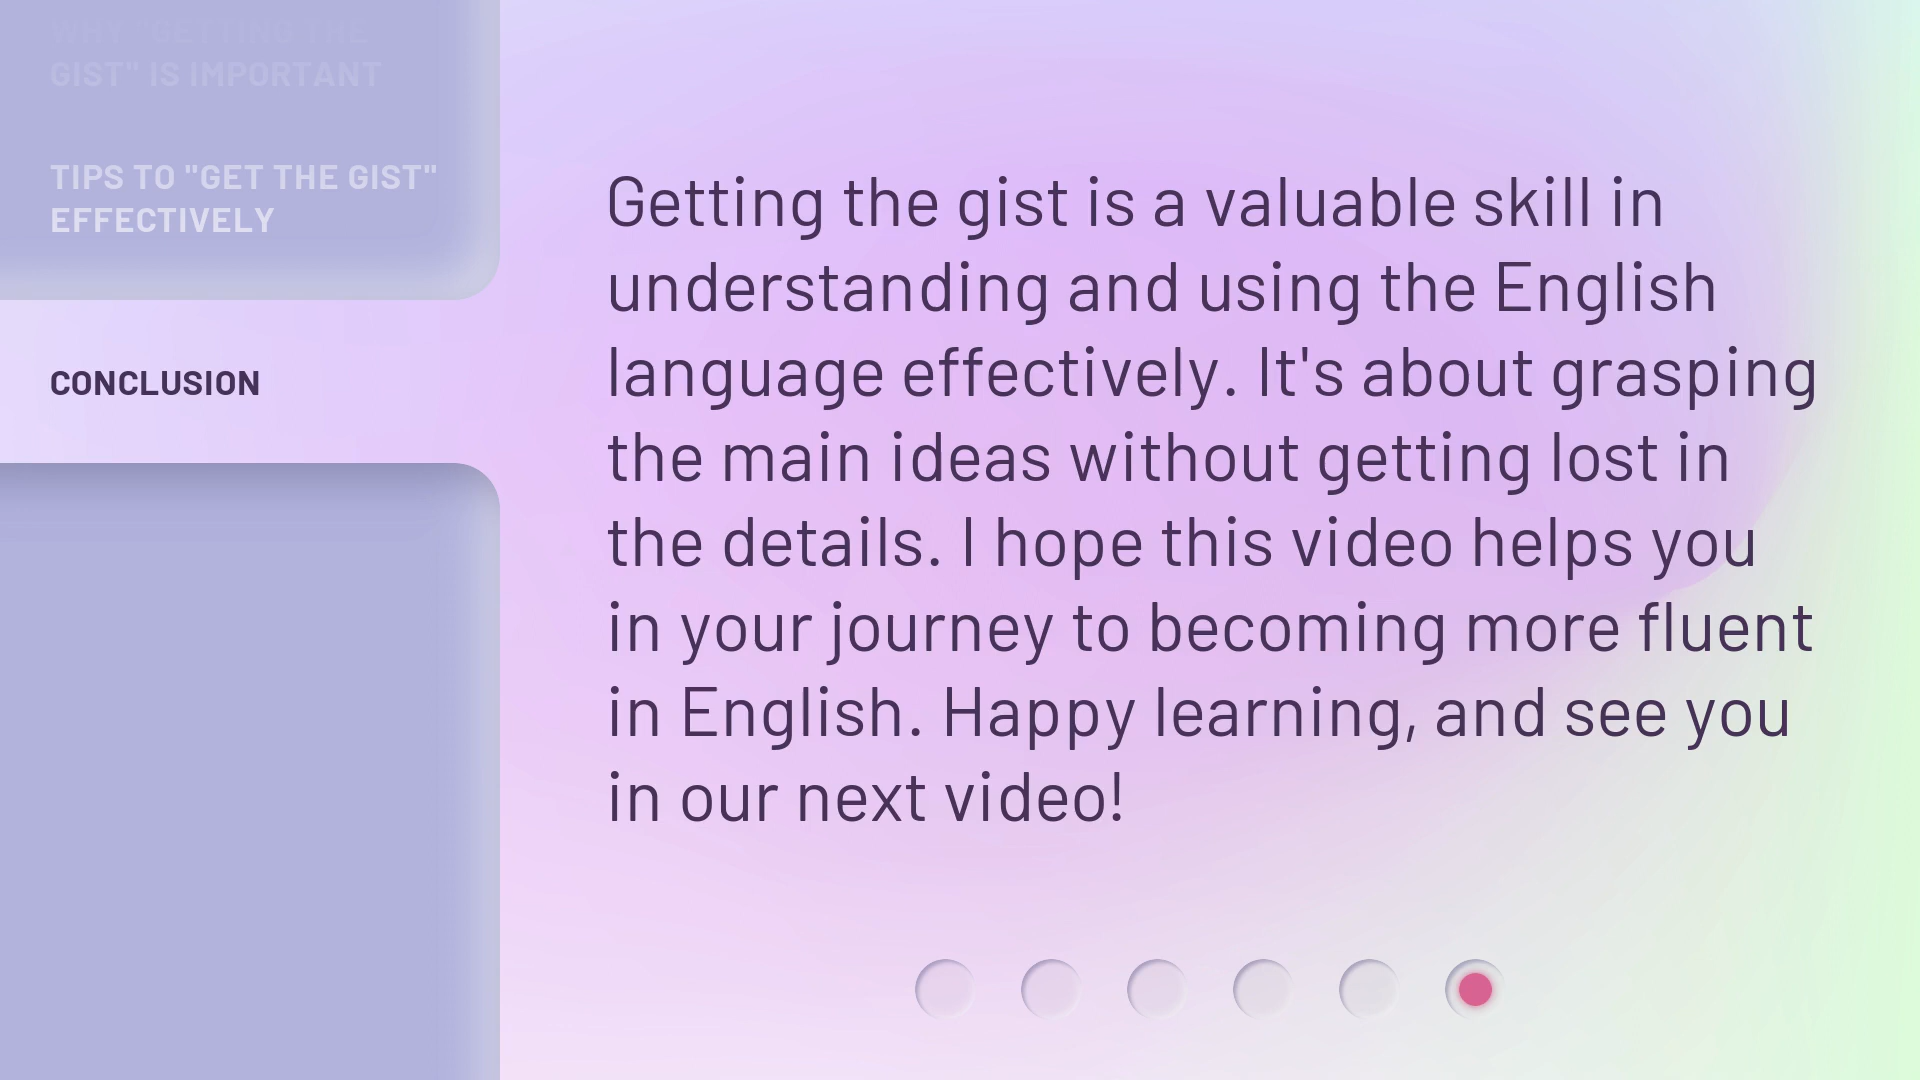 WHY "GETTING THE
GIST" IS IMPORTANT
TIPS TO "GET THE GIST"
EFFECTIVELY
CONCLUSION
Getting the gist is a valuable skill in
understanding and using the English
language effectively. It's about grasping
the main ideas without getting lost in
the details. I hope this video helps you
in your journey to becoming more fluent
in English. Happy learning, and see you
in our next video!